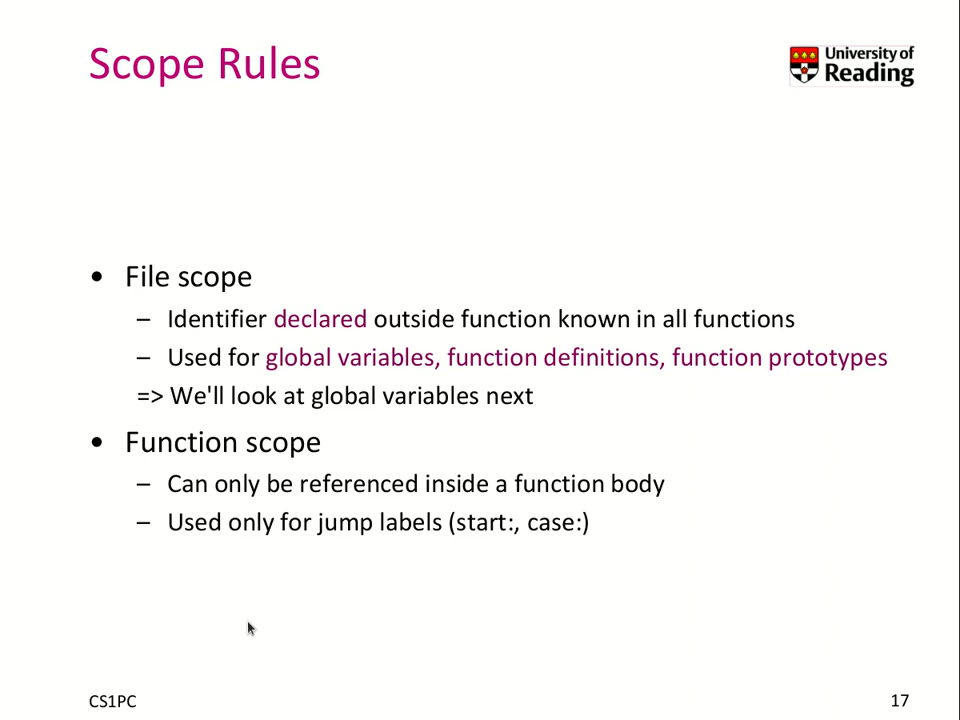 Scope Rules
University of
Reading
• File scope
– Identifier declared outside function known in all functions
– Used for global variables, function definitions, function prototypes
=> We'll look at global variables next
• Function scope
– Can only be referenced inside a function body
– Used only for jump labels (start:, case:)
CS1PC
17